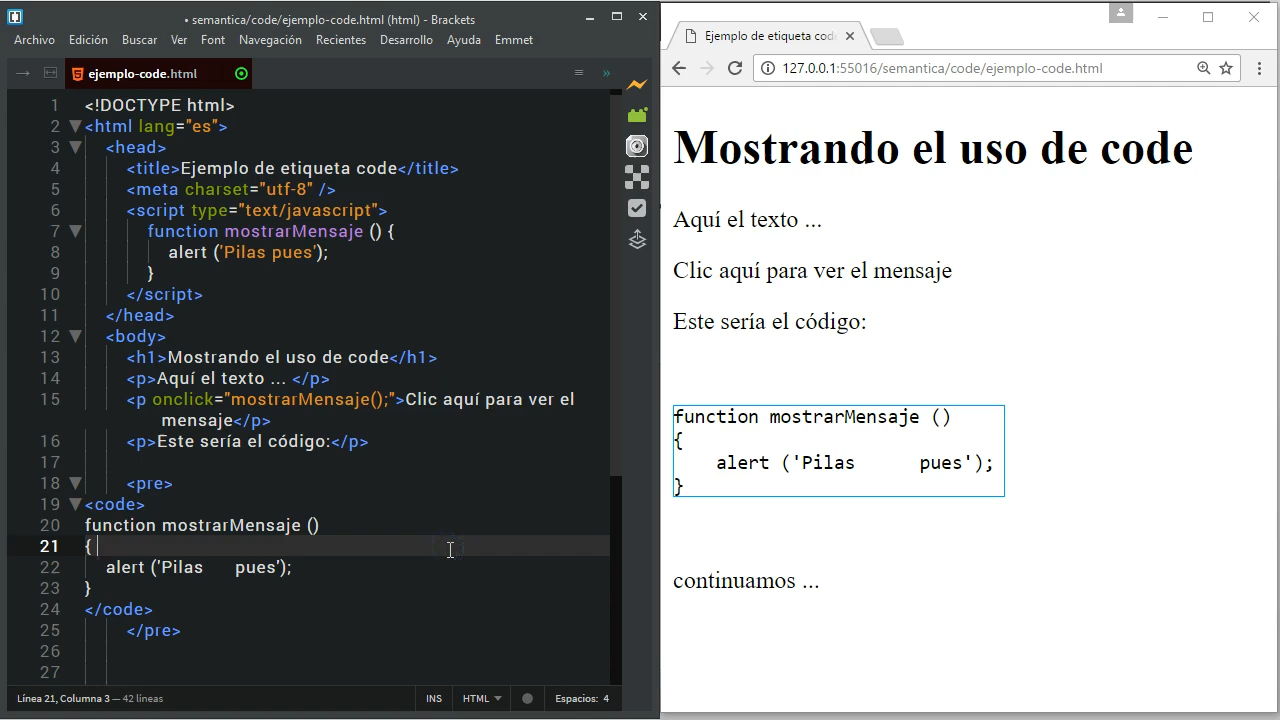 • semantica/code/ejemplo-code.html (html) - Brackets
Archivo Edición Buscar Ver Font Navegación Recientes Desarrollo Ayuda Emmet
ejemplo-code.html
1 <!DOCTYPE html>
2 <html lang="es">
3 <head>
4 <title>Ejemplo de etiqueta code</title>
5 <meta charset="utf-8" />
6 <script type="text/javascript">
7 function mostrarMensaje () {
8 alert ('Pilas pues');
9 }
10 </script>
11 </head>
12 <body>
13 <h1>Mostrando el uso de code</h1>
14 <p>Aquí el texto ... </p>
15 <p onclick="mostrarMensaje();">Clic aquí para ver el
mensaje</p>
16 <p>Este sería el código:</p>
17
18 <pre>
19 <code>
20 function mostrarMensaje ()
21 {
22 alert ('Pilas pues');
23 }
24 </code>
25 </pre>
26
27
Línea 21, Columna 3 — 42 líneas INS HTML Espacios: 4
Ejemplo de etiqueta cod
127.0.0.1:55016/semantica/code/ejemplo-code.html
Mostrando el uso de code
Aquí el texto ...
Clic aquí para ver el mensaje
Este sería el código:
function mostrarMensaje ()
{
alert ('Pilas pues');
}
continuamos ...